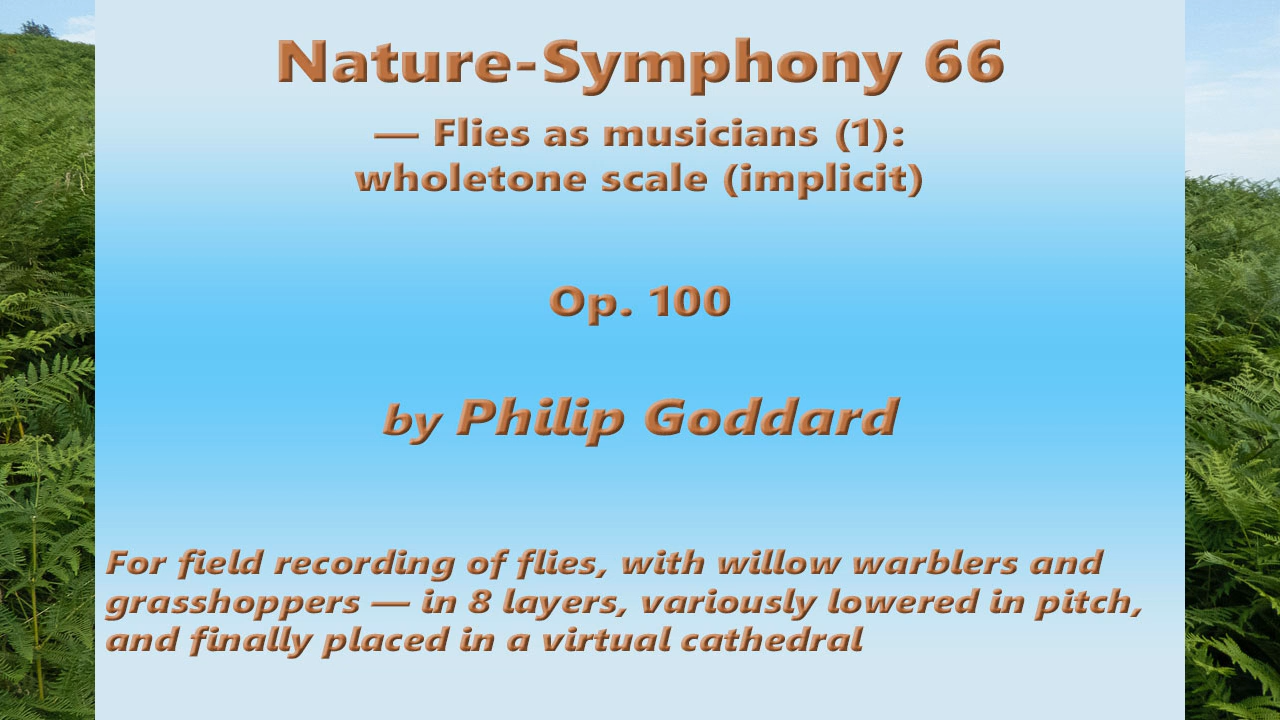 Nature-Symphony 66
— Flies as musicians (1):
wholetone scale (implicit)
Op. 100
by Philip Goddard
For field recording of flies, with willow warblers and
grasshoppers — in 8 layers, variously lowered in pitch,
and finally placed in a virtual cathedral